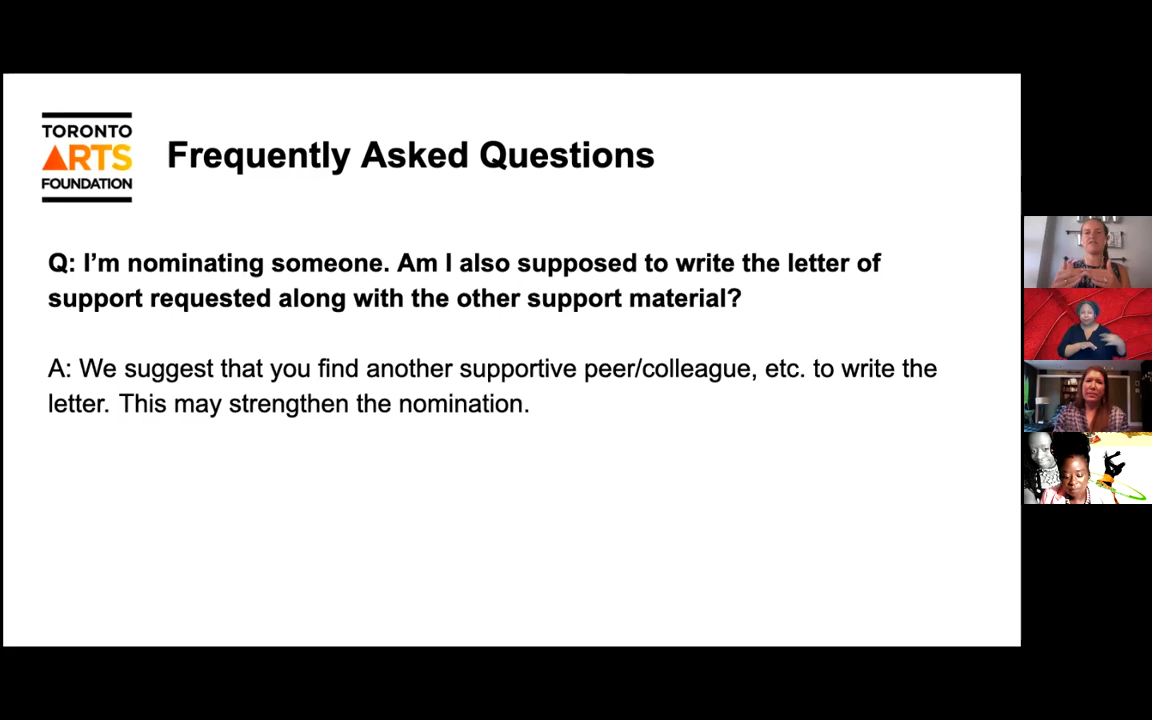 TORONTO
ARTS
FOUNDATION
Frequently Asked Questions
Q: I’m nominating someone. Am I also supposed to write the letter of
support requested along with the other support material?
A: We suggest that you find another supportive peer/colleague, etc. to write the
letter. This may strengthen the nomination.